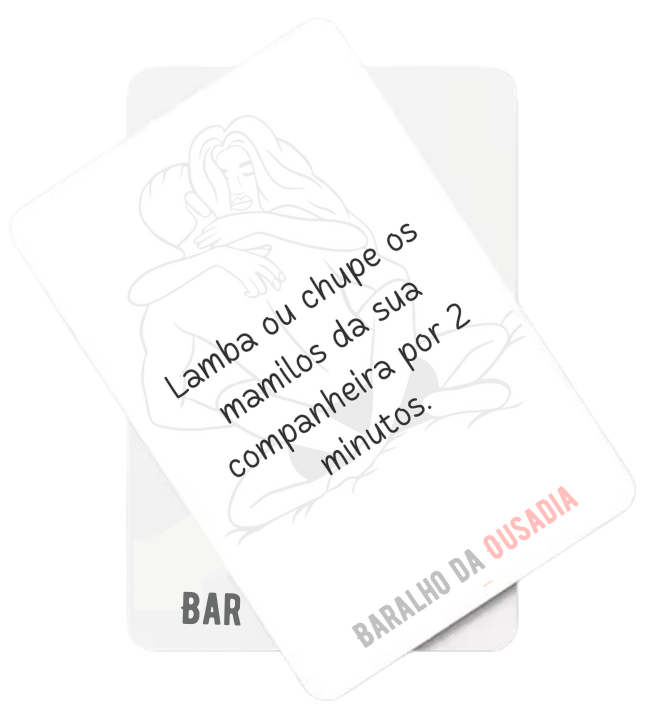 Lamba ou chupe os
mamilos da sua
companheira por 2
minutos.
BARALHO DA OUSADIA
BAR